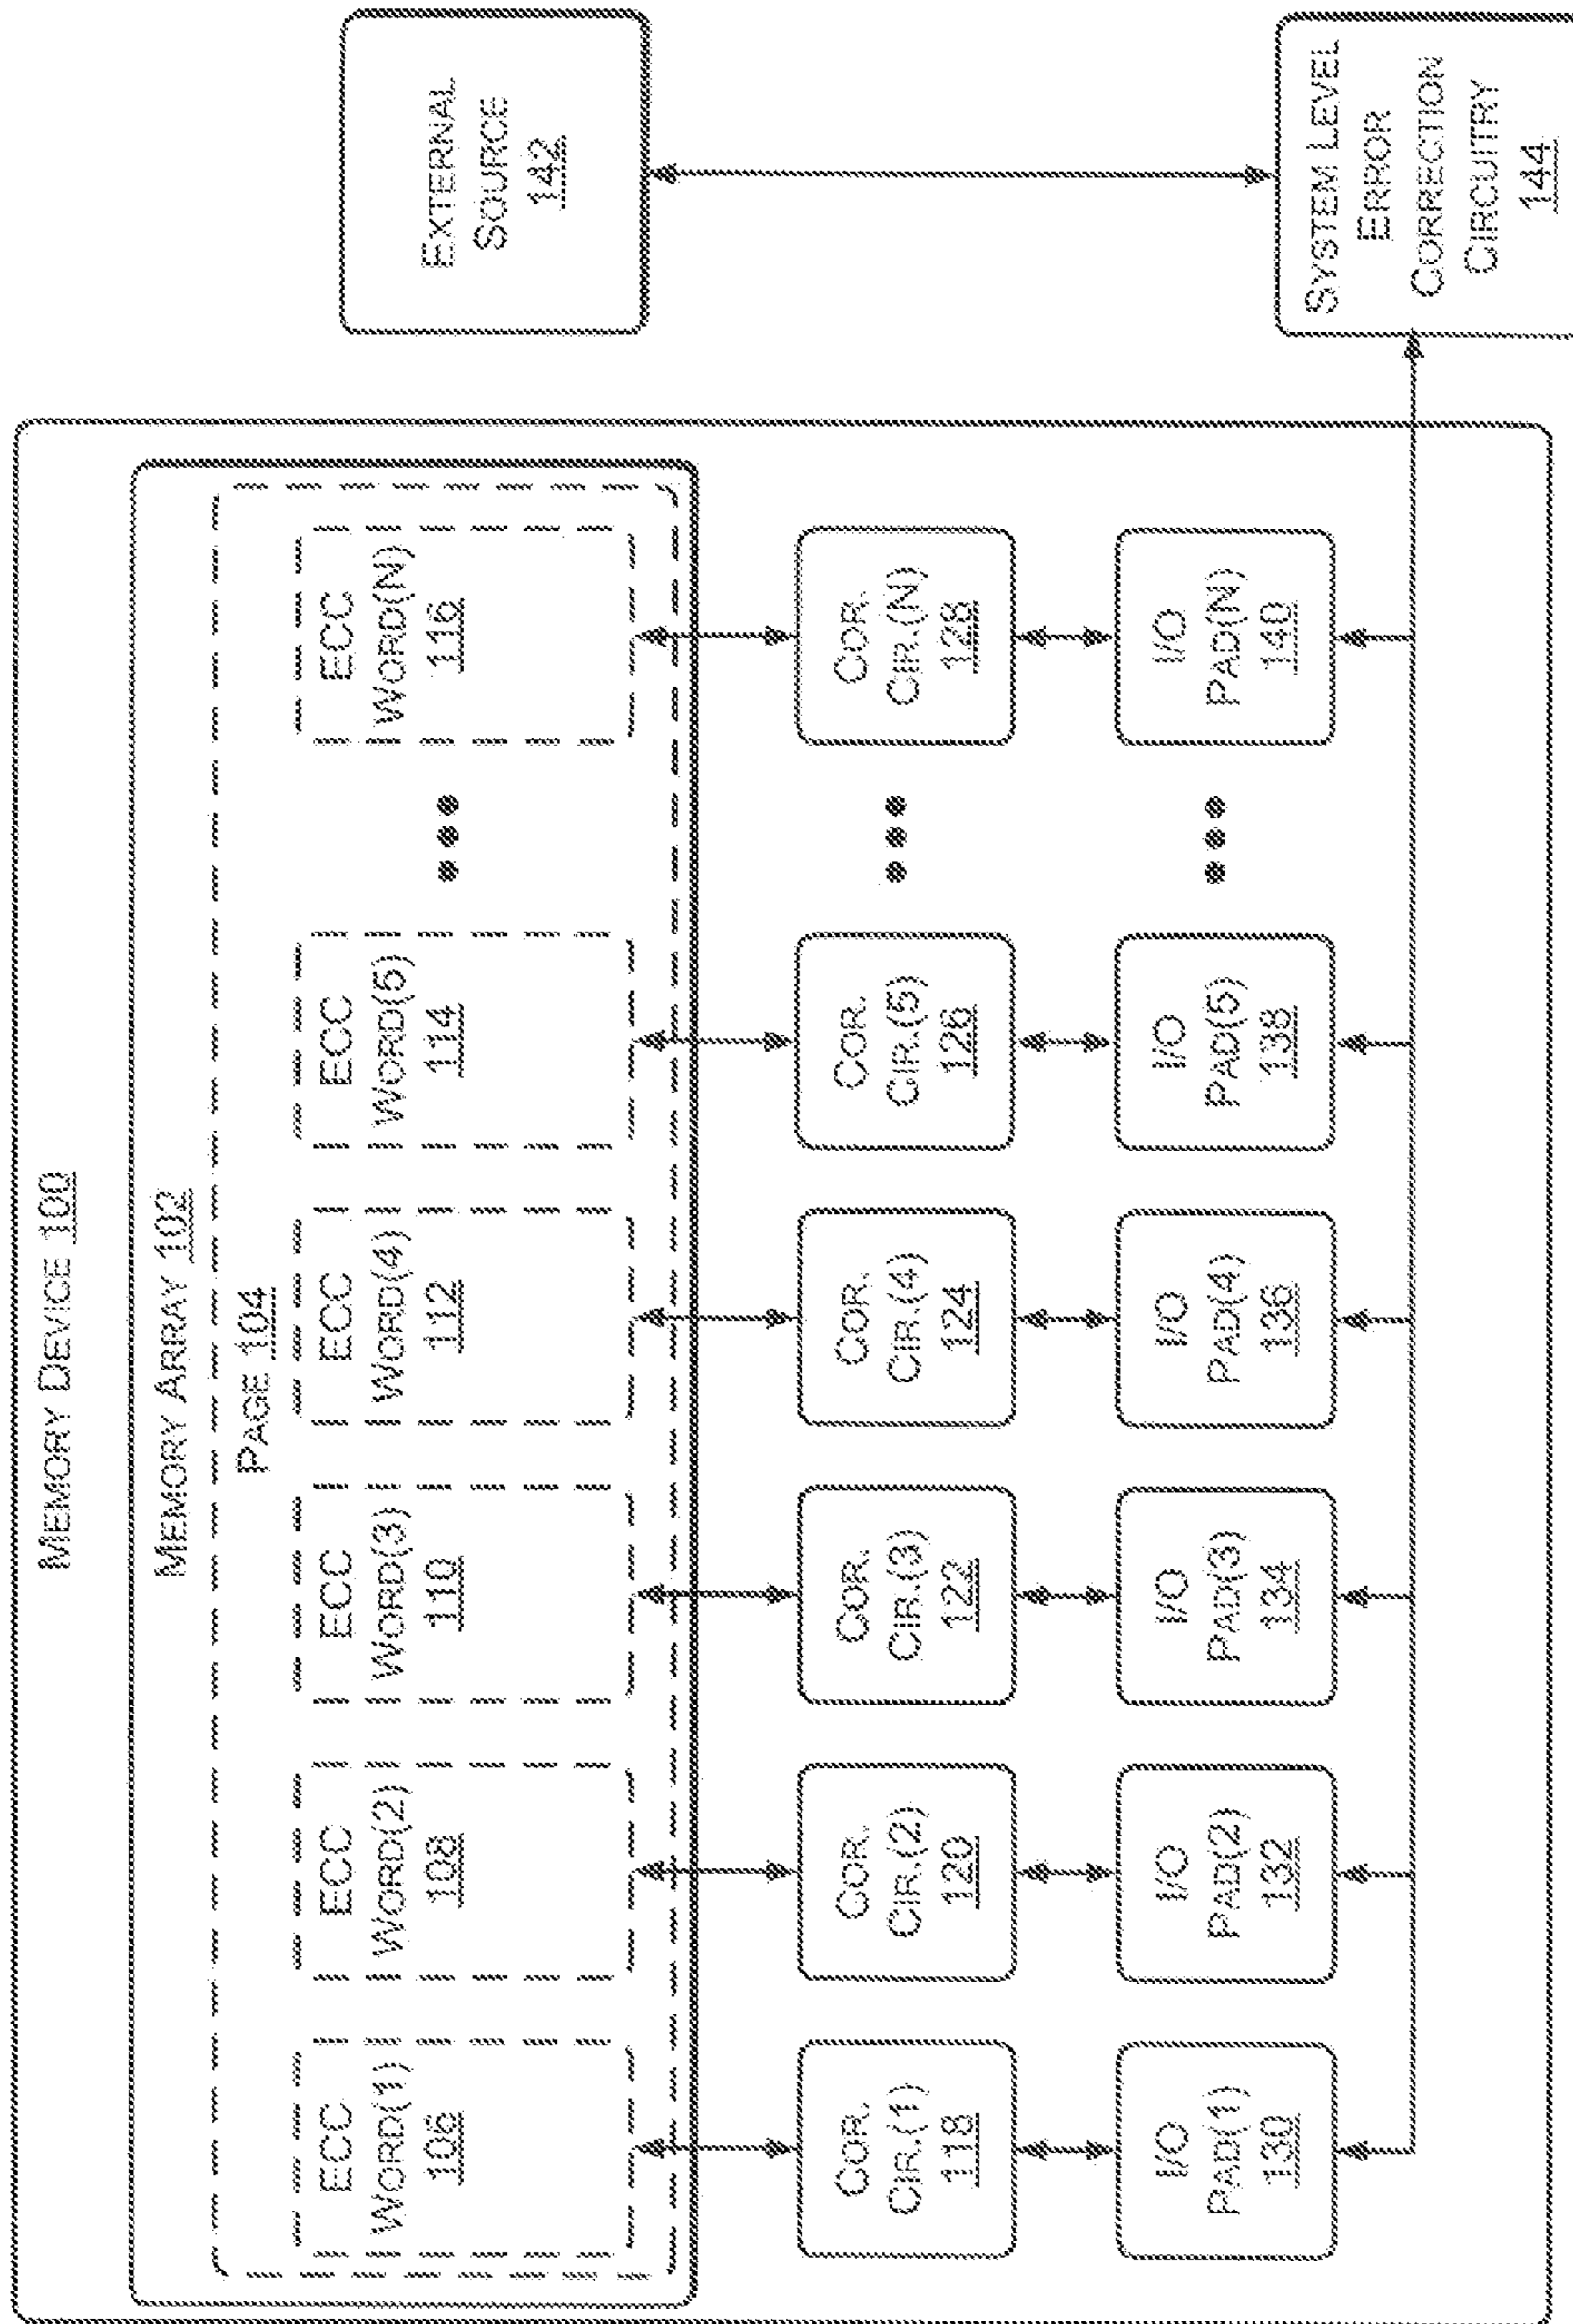 MEMORY DEVICE 100
MEMORY ARRAY 102
PAGE 104
ECC
WORD(1)
106
ECC
WORD(2)
108
ECC
WORD(3)
110
ECC
WORD(4)
112
ECC
WORD(5)
114
ECC
WORD(N)
116
COR.
CIR.(1)
118
COR.
CIR.(2)
120
COR.
CIR.(3)
122
COR.
CIR.(4)
124
COR.
CIR.(5)
126
COR.
CIR.(N)
128
I/O
PAD(1)
130
I/O
PAD(2)
132
I/O
PAD(3)
134
I/O
PAD(4)
136
I/O
PAD(5)
138
I/O
PAD(N)
140
EXTERNAL
SOURCE
142
SYSTEM LEVEL
ERROR
CORRECTION
CIRCUITRY
144